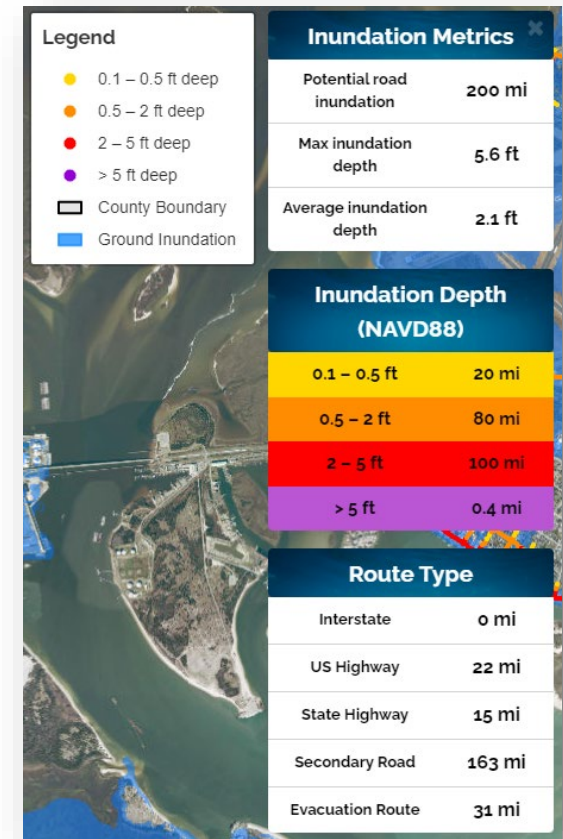 Legend
0.1 – 0.5 ft deep
0.5 – 2 ft deep
2 – 5 ft deep
> 5 ft deep
County Boundary
Ground Inundation
Inundation Metrics ×
Potential road
inundation
200 mi
Max inundation
depth
5.6 ft
Average inundation
depth
2.1 ft
Inundation Depth
(NAVD88)
0.1 – 0.5 ft 20 mi
0.5 – 2 ft 80 mi
2 – 5 ft 100 mi
> 5 ft 0.4 mi
Route Type
Interstate 0 mi
US Highway 22 mi
State Highway 15 mi
Secondary Road 163 mi
Evacuation Route 31 mi